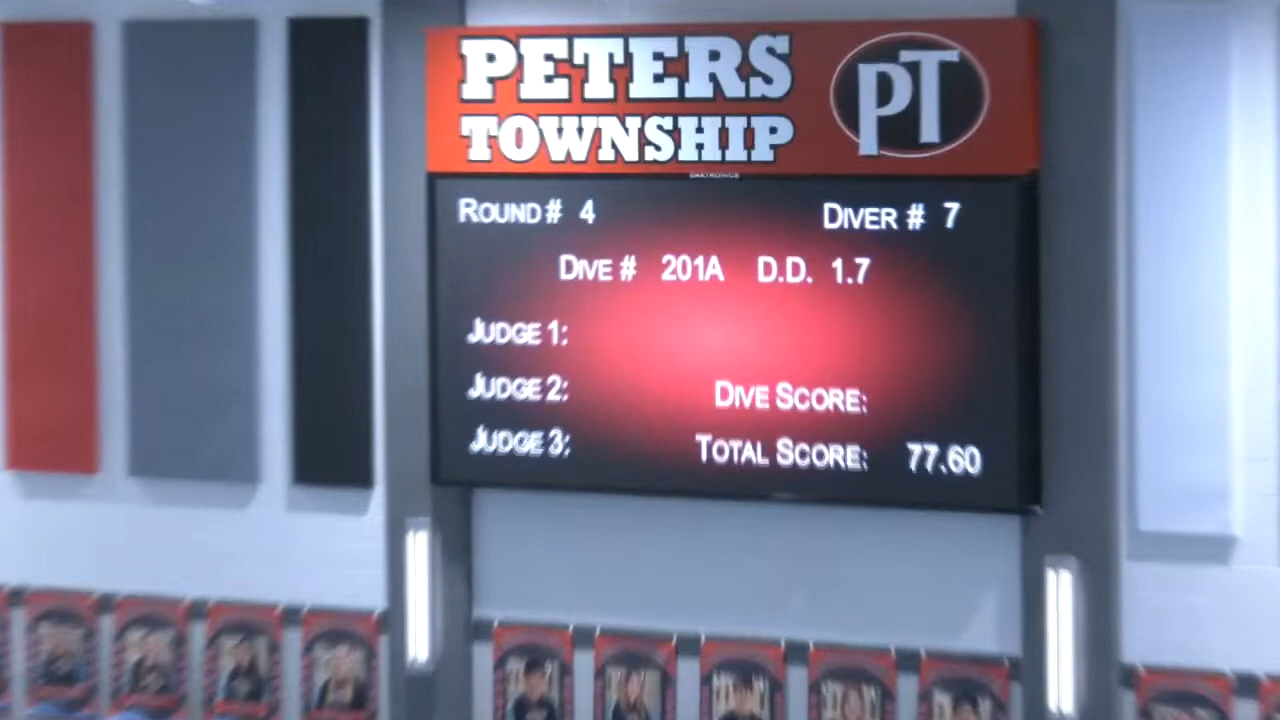 PETERS
TOWNSHIP
PT
DAKTRONICS
ROUND # 4 DIVER # 7
DIVE # 201A D.D. 1.7
JUDGE 1:
JUDGE 2: DIVE SCORE:
JUDGE 3: TOTAL SCORE: 77.60